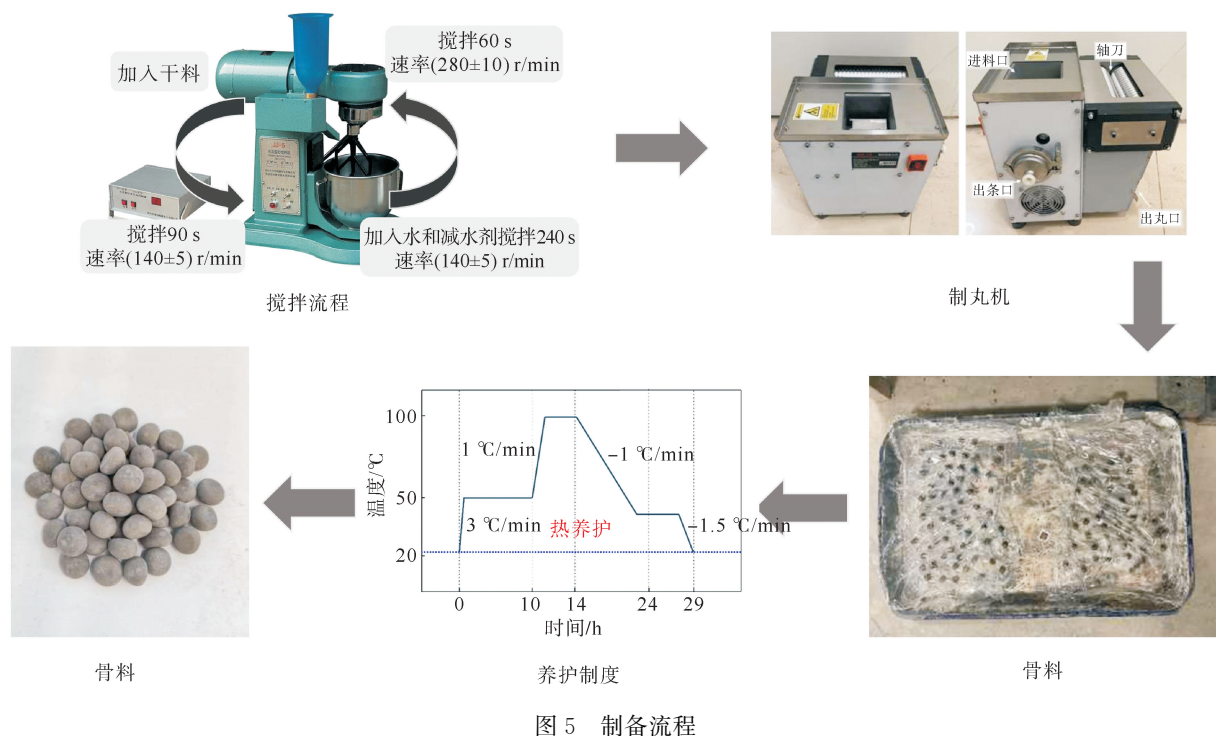 加入干料
搅拌60 s
速率(280±10) r/min
JJ-5
搅拌90 s
速率(140±5) r/min
加入水和减水剂搅拌240 s
速率(140±5) r/min
搅拌流程
进料口
轴刀
出条口
出丸口
制丸机
温度/℃
100
50
20
1 ℃/min
3 ℃/min
-1 ℃/min
-1.5 ℃/min
热养护
0 10 14 24 29
时间/h
骨料
养护制度
骨料
图 5 制备流程